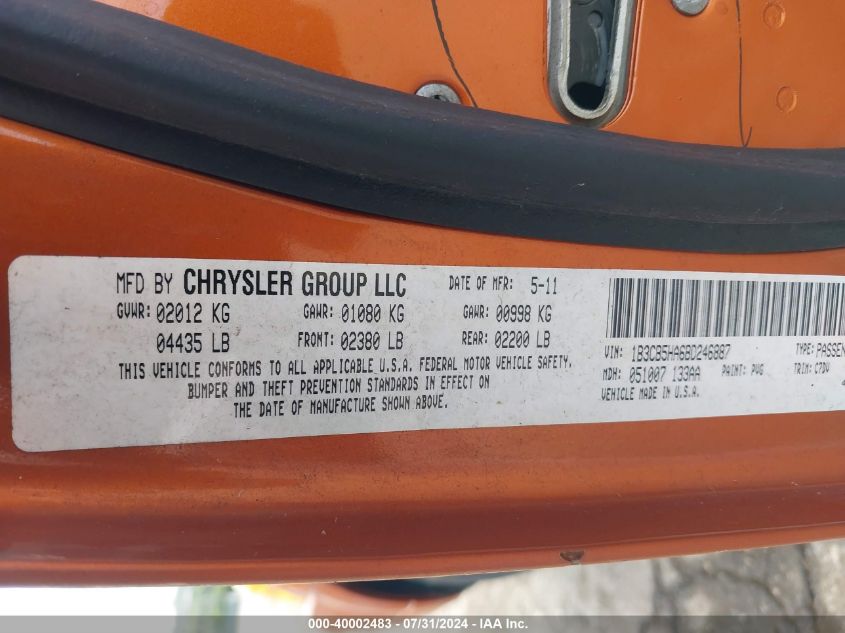 MFD BY CHRYSLER GROUP LLC DATE OF MFR: 5-11
GVWR: 02012 KG GAWR: 01080 KG GAWR: 00998 KG
04435 LB FRONT: 02380 LB REAR: 02200 LB
THIS VEHICLE CONFORMS TO ALL APPLICABLE U.S.A. FEDERAL MOTOR VEHICLE SAFETY,
BUMPER AND THEFT PREVENTION STANDARDS IN EFFECT ON
THE DATE OF MANUFACTURE SHOWN ABOVE.
VIN: 1B3CB5HA6BD246887 TYPE: PASSEN
MDH: 051007 133AA PAINT: PVG TRIM: C7DV
VEHICLE MADE IN U.S.A.
000-40002483 - 07/31/2024 - IAA Inc.